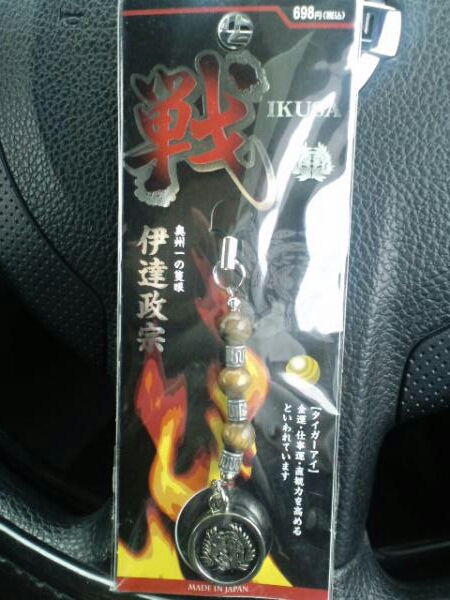 698円(税込)
戦
IKUSA
奥州一の隻眼
伊達政宗
【タイガーアイ】
金運・仕事運・直観力を高める
といわれています
MADE IN JAPAN